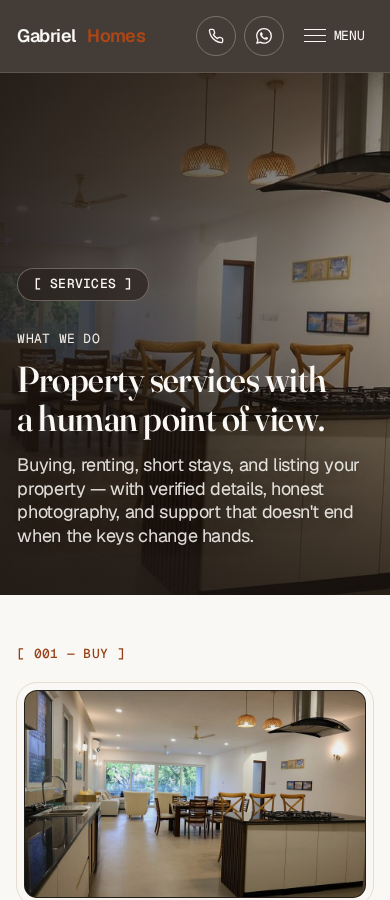 Gabriel Homes
MENU
[ SERVICES ]
WHAT WE DO
Property services with
a human point of view.
Buying, renting, short stays, and listing your
property — with verified details, honest
photography, and support that doesn't end
when the keys change hands.
[ 001 — BUY ]